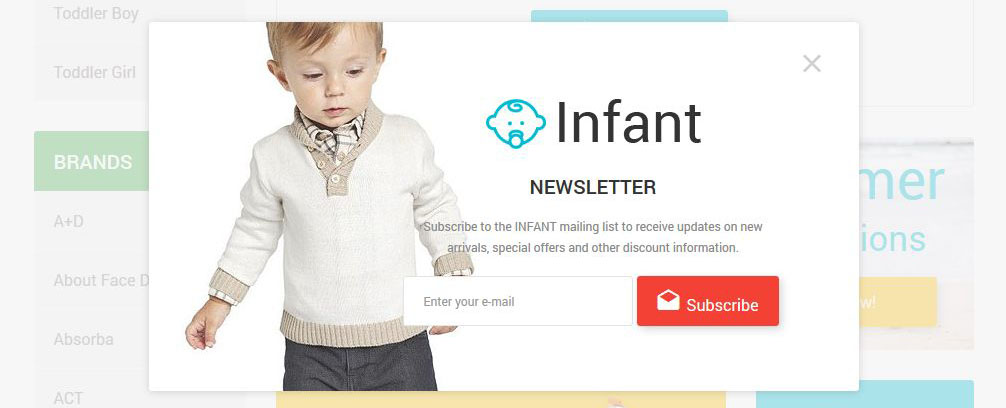 Toddler Boy
Toddler Girl
BRANDS
A+D
About Face D
Absorba
ACT
Infant
NEWSLETTER
Subscribe to the INFANT mailing list to receive updates on new
arrivals, special offers and other discount information.
Enter your e-mail
Subscribe
mer
ions
w!